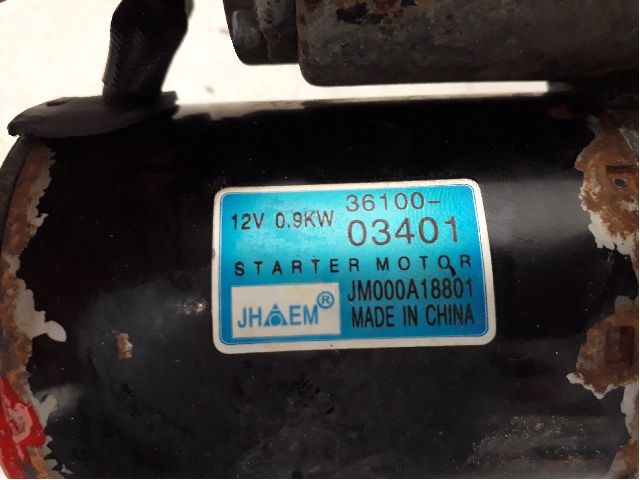 12V 0.9KW 36100-
03401
STARTER MOTOR
JHAEM® JM000A18801
MADE IN CHINA